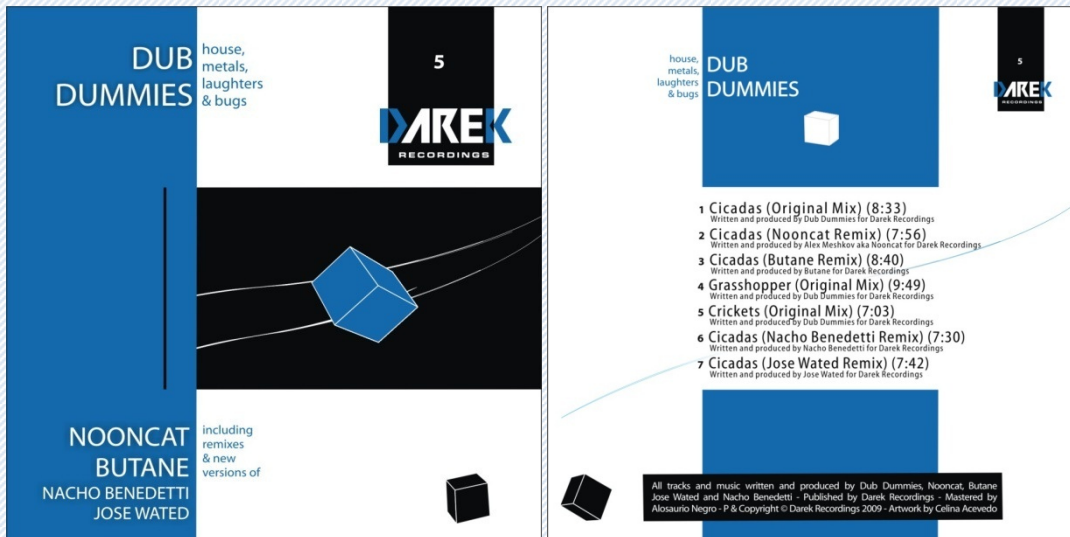 DUB
DUMMIES
house,
metals,
laughters
& bugs
5
DAREK
RECORDINGS
NOONCAT
BUTANE
NACHO BENEDETTI
JOSE WATED
including
remixes
& new
versions of
house,
metals,
laughters
& bugs
DUB
DUMMIES
5
DAREK
RECORDINGS
1 Cicadas (Original Mix) (8:33)
Written and produced by Dub Dummies for Darek Recordings
2 Cicadas (Nooncat Remix) (7:56)
Written and produced by Alex Meshkov aka Nooncat for Darek Recordings
3 Cicadas (Butane Remix) (8:40)
Written and produced by Butane for Darek Recordings
4 Grasshopper (Original Mix) (9:49)
Written and produced by Dub Dummies for Darek Recordings
5 Crickets (Original Mix) (7:03)
Written and produced by Dub Dummies for Darek Recordings
6 Cicadas (Nacho Benedetti Remix) (7:30)
Written and produced by Nacho Benedetti for Darek Recordings
7 Cicadas (Jose Wated Remix) (7:42)
Written and produced by Jose Wated for Darek Recordings
All tracks and music written and produced by Dub Dummies, Nooncat, Butane
Jose Wated and Nacho Benedetti - Published by Darek Recordings - Mastered by
Alosaurio Negro - P & Copyright © Darek Recordings 2009 - Artwork by Celina Acevedo